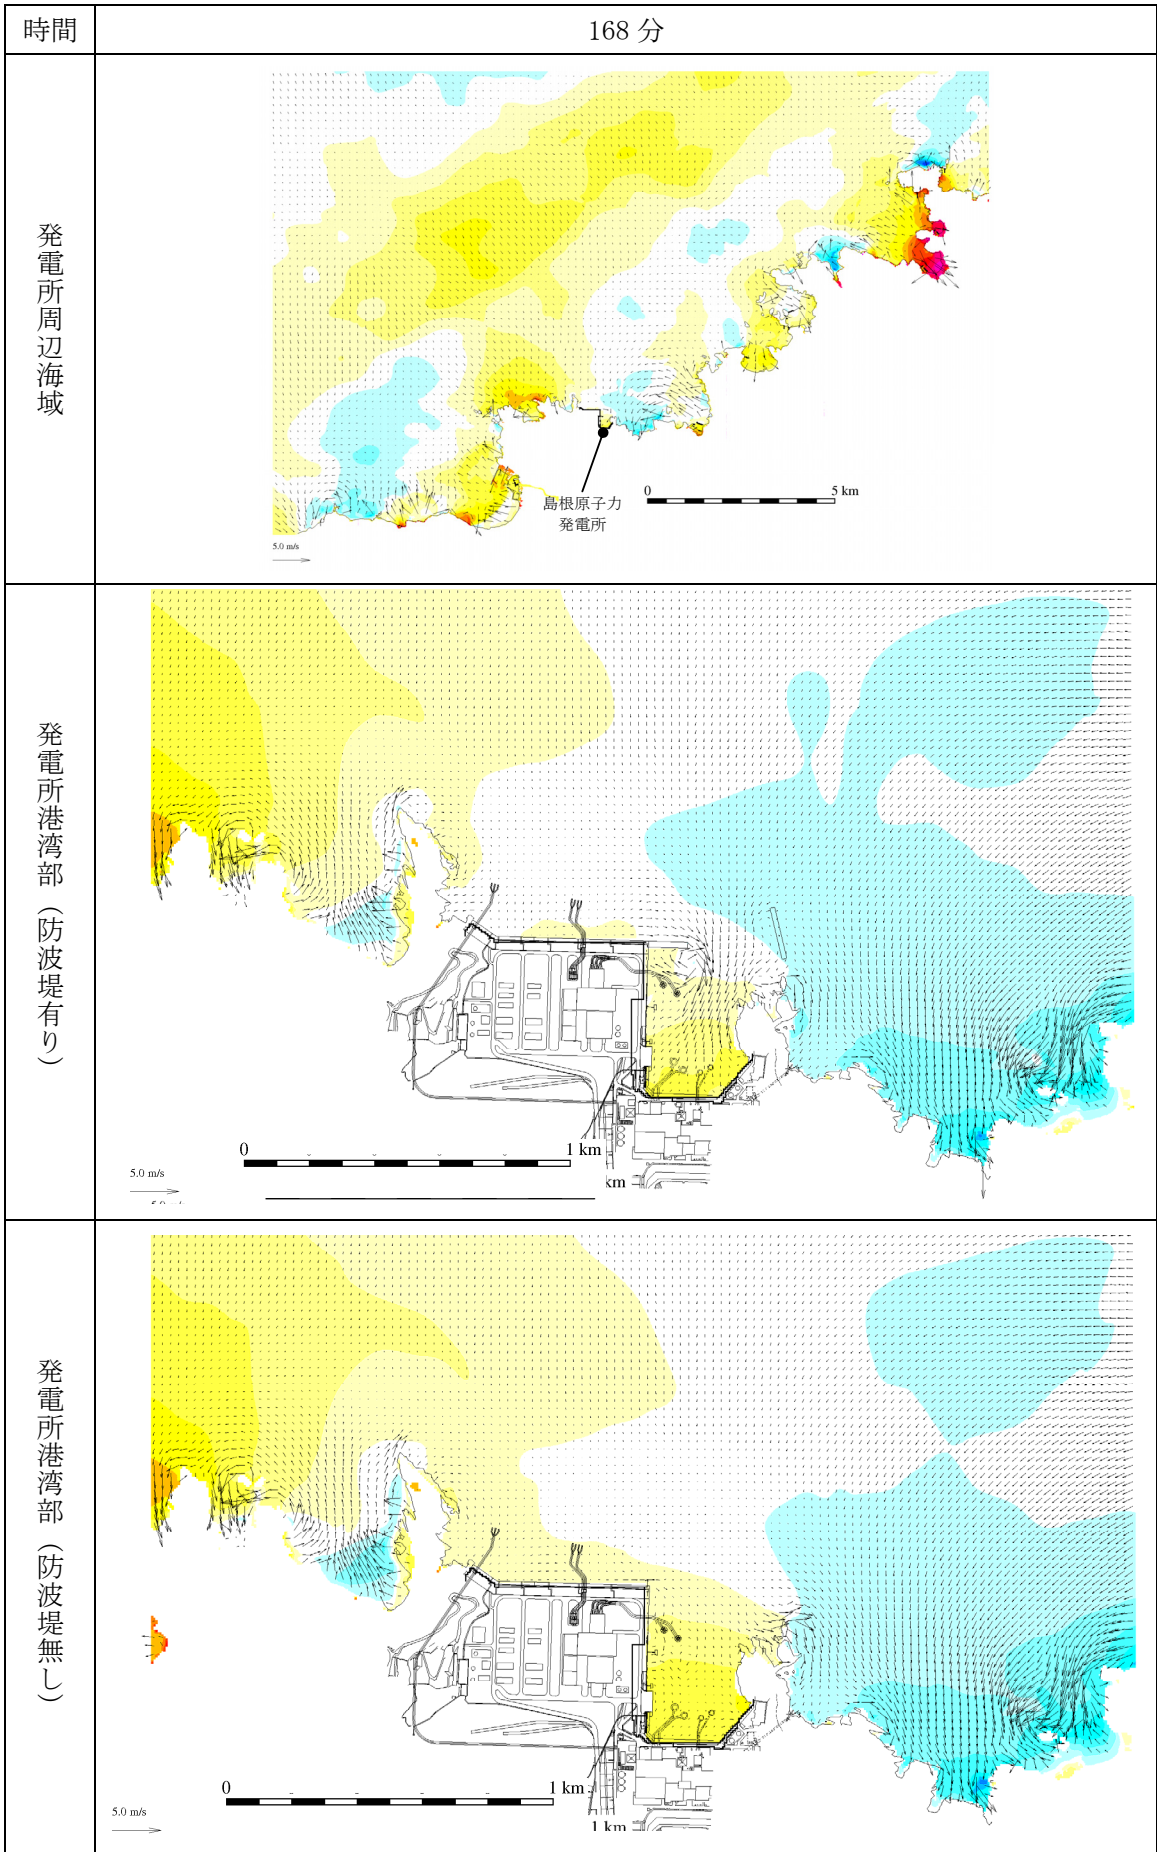 時間
168 分
発電所周辺海域
島根原子力
発電所
0 5 km
5.0 m/s
発電所港湾部（防波堤有り）
0 1 km
km
5.0 m/s
発電所港湾部（防波堤無し）
0 1 km
1 km
5.0 m/s